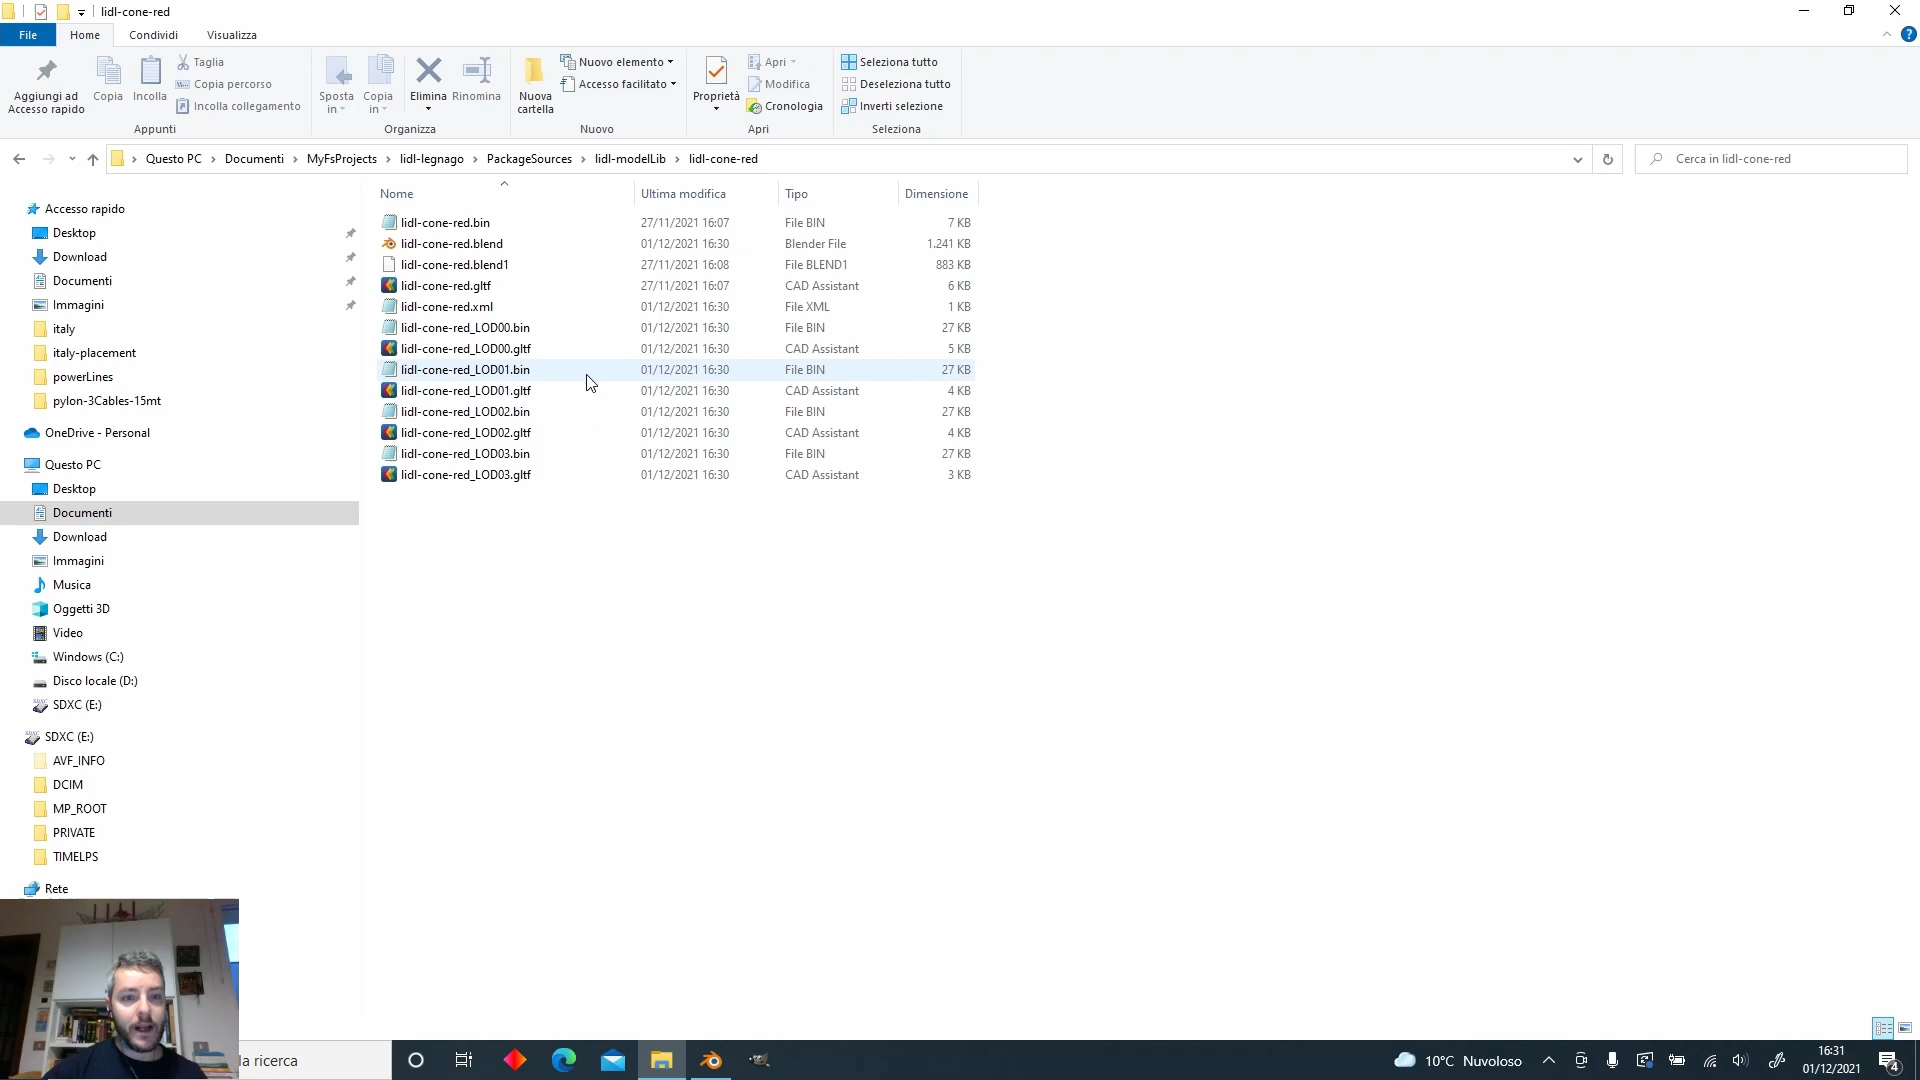 lidl-cone-red
File Home Condividi Visualizza
Aggiungi ad
Accesso rapido
Copia
Incolla
Taglia
Copia percorso
Incolla collegamento
Appunti
Sposta
in
Copia
in
Elimina
Rinomina
Organizza
Nuova
cartella
Nuovo elemento
Accesso facilitato
Nuovo
Proprietà
Apri
Modifica
Cronologia
Apri
Seleziona tutto
Deseleziona tutto
Inverti selezione
Seleziona
Questo PC > Documenti > MyFsProjects > lidl-legnago > PackageSources > lidl-modelLib > lidl-cone-red
Cerca in lidl-cone-red
Accesso rapido
Desktop
Download
Documenti
Immagini
italy
italy-placement
powerLines
pylon-3Cables-15mt
OneDrive - Personal
Questo PC
Desktop
Documenti
Download
Immagini
Musica
Oggetti 3D
Video
Windows (C:)
Disco locale (D:)
SDXC (E:)
SDXC (E:)
AVF_INFO
DCIM
MP_ROOT
PRIVATE
TIMELPS
Rete
Nome Ultima modifica Tipo Dimensione
lidl-cone-red.bin 27/11/2021 16:07 File BIN 7 KB
lidl-cone-red.blend 01/12/2021 16:30 Blender File 1.241 KB
lidl-cone-red.blend1 27/11/2021 16:08 File BLEND1 883 KB
lidl-cone-red.gltf 27/11/2021 16:07 CAD Assistant 6 KB
lidl-cone-red.xml 01/12/2021 16:30 File XML 1 KB
lidl-cone-red_LOD00.bin 01/12/2021 16:30 File BIN 27 KB
lidl-cone-red_LOD00.gltf 01/12/2021 16:30 CAD Assistant 5 KB
lidl-cone-red_LOD01.bin 01/12/2021 16:30 File BIN 27 KB
lidl-cone-red_LOD01.gltf 01/12/2021 16:30 CAD Assistant 4 KB
lidl-cone-red_LOD02.bin 01/12/2021 16:30 File BIN 27 KB
lidl-cone-red_LOD02.gltf 01/12/2021 16:30 CAD Assistant 4 KB
lidl-cone-red_LOD03.bin 01/12/2021 16:30 File BIN 27 KB
lidl-cone-red_LOD03.gltf 01/12/2021 16:30 CAD Assistant 3 KB
la ricerca
10°C Nuvoloso
16:31
01/12/2021
4